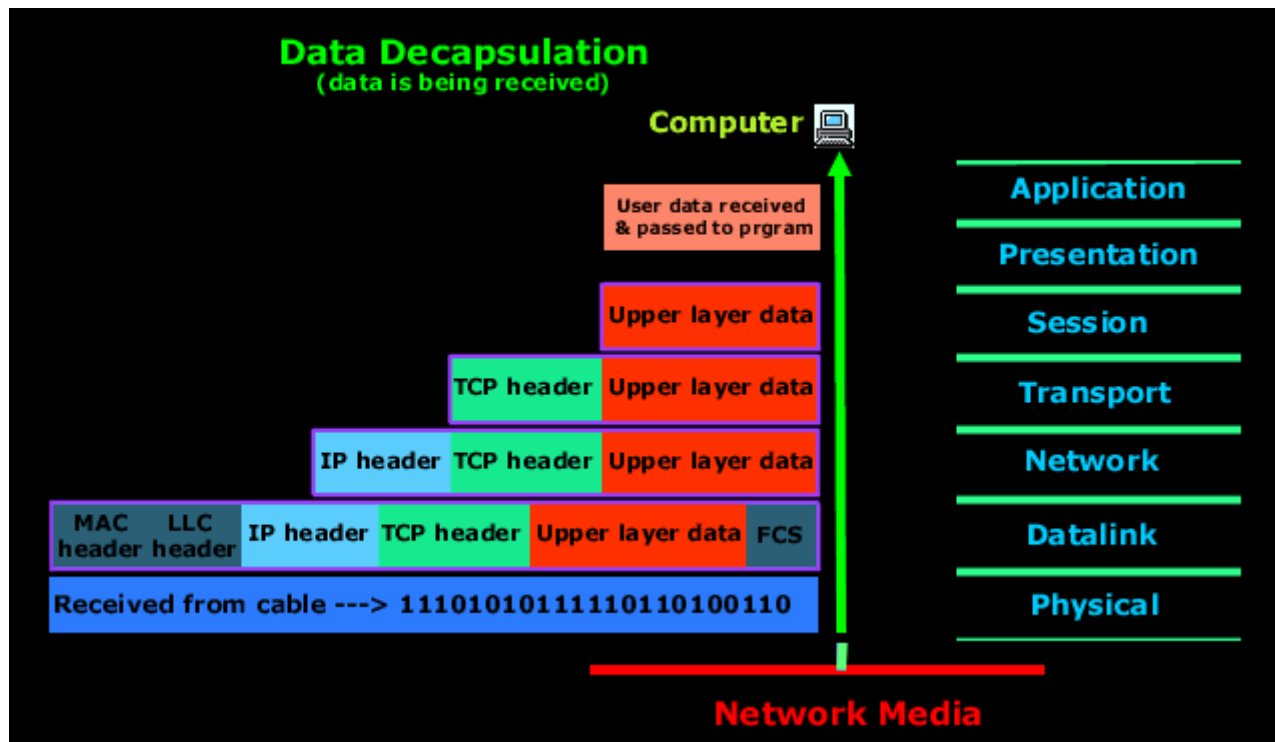 Data Decapsulation
(data is being received)
Computer
User data received
& passed to prgram
Upper layer data
TCP header Upper layer data
IP header TCP header Upper layer data
MAC header LLC header IP header TCP header Upper layer data FCS
Received from cable ---> 111010101111110110100110
Application
Presentation
Session
Transport
Network
Datalink
Physical
Network Media